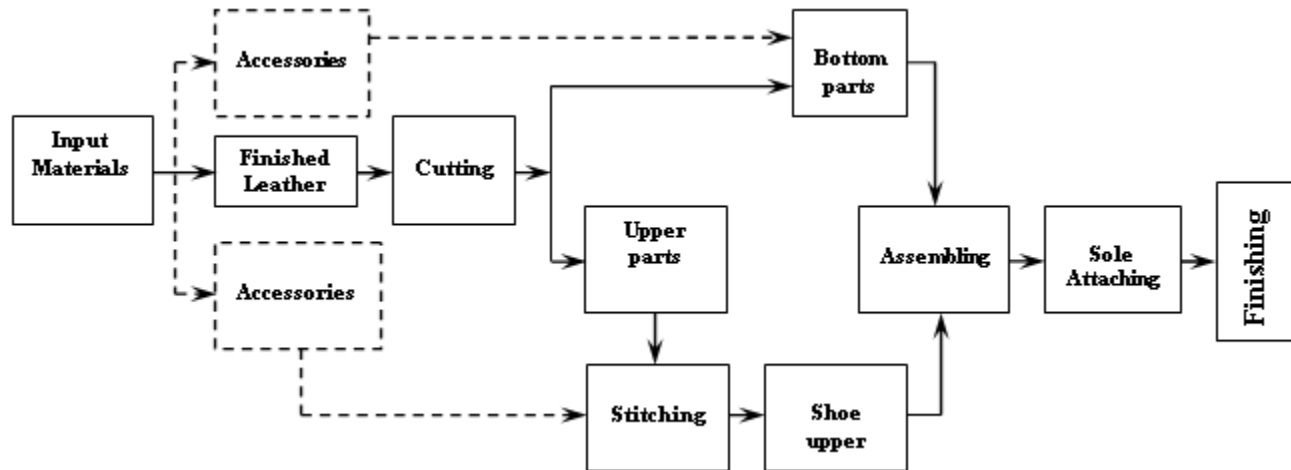 Accessories
Bottom
parts
Input
Materials
Finished
Leather
Cutting
Upper
parts
Accessories
Assembling
Sole
Attaching
Finishing
Stitching
Shoe
upper